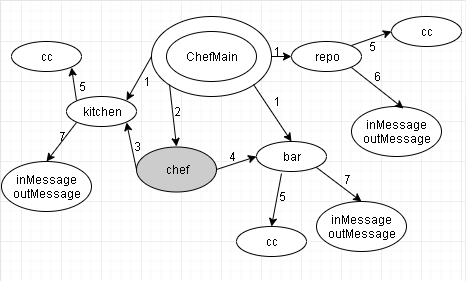 cc
ChefMain
1
repo
5
cc
5
1
2
1
6
kitchen
inMessage
outMessage
7
3
chef
4
bar
inMessage
outMessage
5
7
inMessage
outMessage
cc